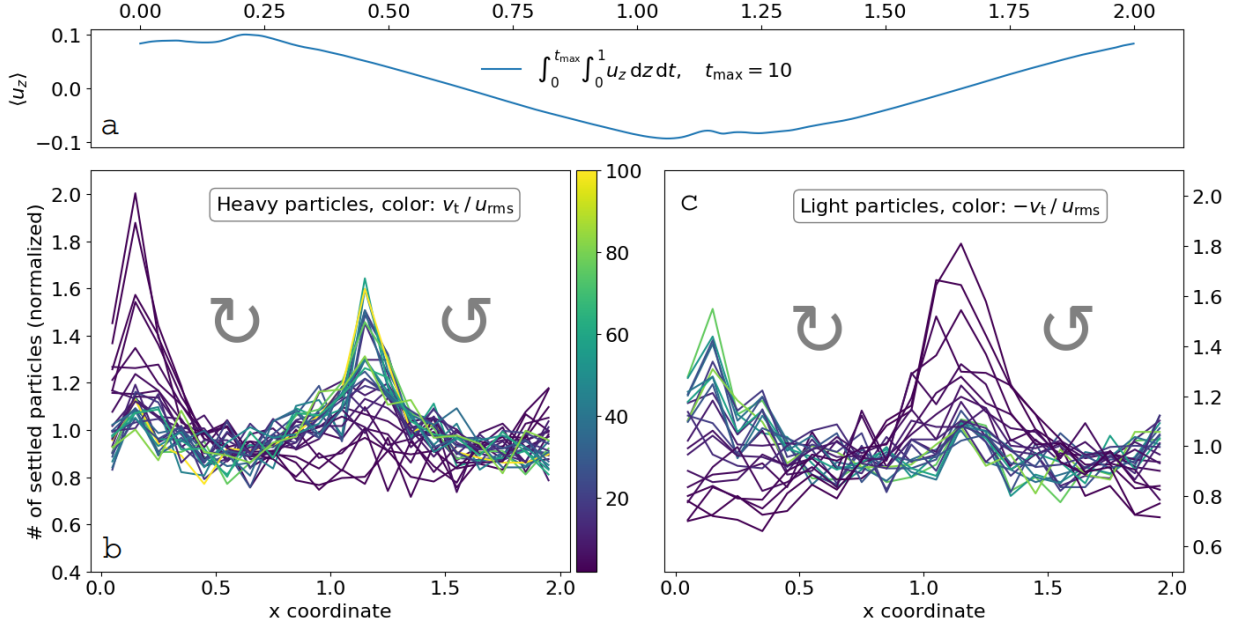 0.00 0.25 0.50 0.75 1.00 1.25 1.50 1.75 2.00
0.1
0.0
−0.1
⟨u_z⟩
∫_0^{t_max} ∫_0^1 u_z dz dt, t_max = 10
a
2.0
1.8
1.6
1.4
1.2
1.0
0.8
0.6
0.4
# of settled particles (normalized)
Heavy particles, color: v_t / u_rms
b
0.0 0.5 1.0 1.5 2.0
x coordinate
100
80
60
40
20
c
Light particles, color: −v_t / u_rms
2.0
1.8
1.6
1.4
1.2
1.0
0.8
0.6
0.0 0.5 1.0 1.5 2.0
x coordinate